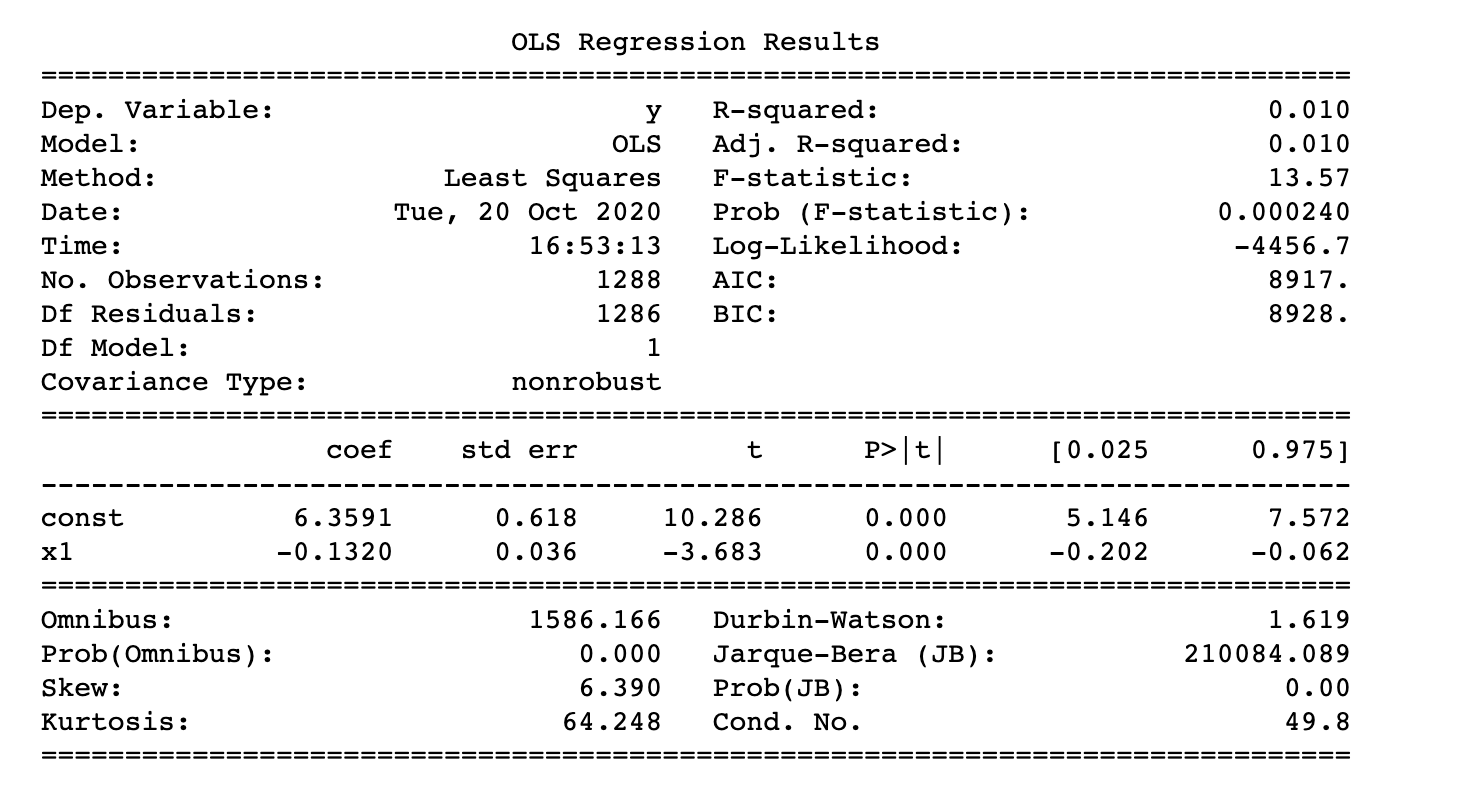 OLS Regression Results
==============================================================================
Dep. Variable:                      y   R-squared:                       0.010
Model:                            OLS   Adj. R-squared:                  0.010
Method:                 Least Squares   F-statistic:                     13.57
Date:                Tue, 20 Oct 2020   Prob (F-statistic):           0.000240
Time:                        16:53:13   Log-Likelihood:                -4456.7
No. Observations:                1288   AIC:                             8917.
Df Residuals:                    1286   BIC:                             8928.
Df Model:                           1
Covariance Type:            nonrobust
==============================================================================
                 coef    std err          t      P>|t|      [0.025      0.975]
------------------------------------------------------------------------------
const          6.3591      0.618     10.286      0.000       5.146       7.572
x1            -0.1320      0.036     -3.683      0.000      -0.202      -0.062
==============================================================================
Omnibus:                     1586.166   Durbin-Watson:                   1.619
Prob(Omnibus):                  0.000   Jarque-Bera (JB):           210084.089
Skew:                           6.390   Prob(JB):                         0.00
Kurtosis:                      64.248   Cond. No.                         49.8
==============================================================================